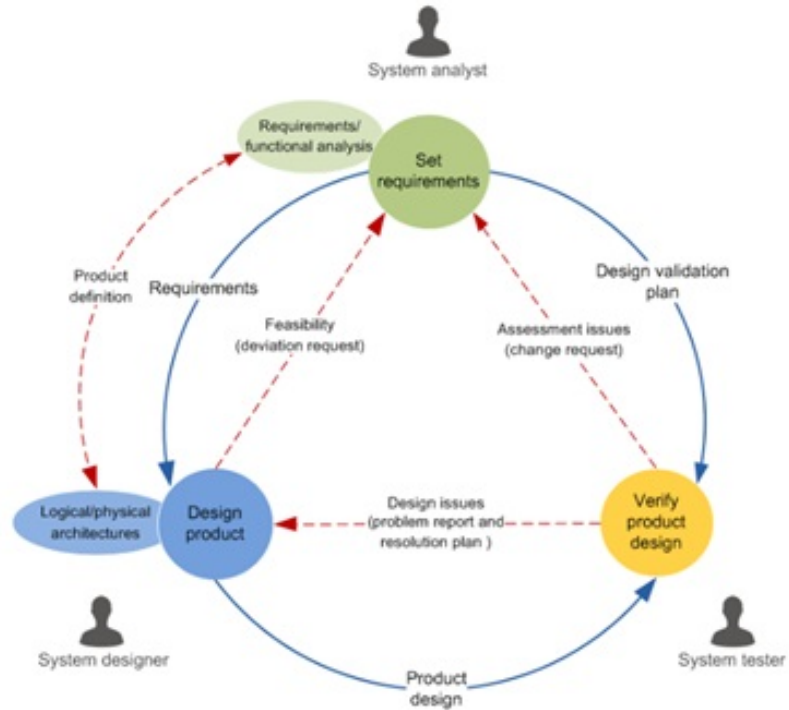 System analyst
Requirements/
functional analysis
Set
requirements
Product
definition
Requirements
Design validation
plan
Feasibility
(deviation request)
Assessment issues
(change request)
Logical/physical
architectures
Design
product
Design issues
(problem report and
resolution plan )
Verify
product
design
System designer
System tester
Product
design